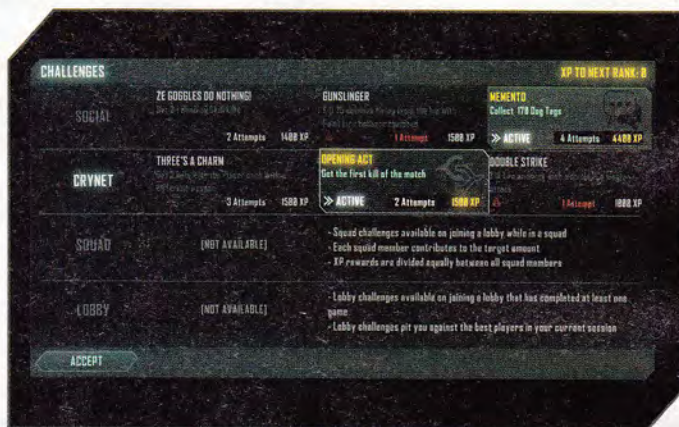 CHALLENGES
XP TO NEXT RANK: 0
SOCIAL
ZE GOGGLES DO NOTHING!
2 Attempts 1400 XP
GUNSLINGER
1 Attempt 1500 XP
MEMENTO
Collect 170 Dog Tags
>> ACTIVE 4 Attempts 4400 XP
CRYNET
THREE'S A CHARM
3 Attempts 1500 XP
OPENING ACT
Get the first kill of the match
>> ACTIVE 2 Attempts 1500 XP
DOUBLE STRIKE
1 Attempt 1000 XP
SQUAD
[NOT AVAILABLE]
- Squad challenges available on joining a lobby while in a squad
- Each squad member contributes to the target amount
- XP rewards are divided equally between all squad members
LOBBY
[NOT AVAILABLE]
- Lobby challenges available on joining a lobby that has completed at least one
game
- Lobby challenges pit you against the best players in your current session
ACCEPT